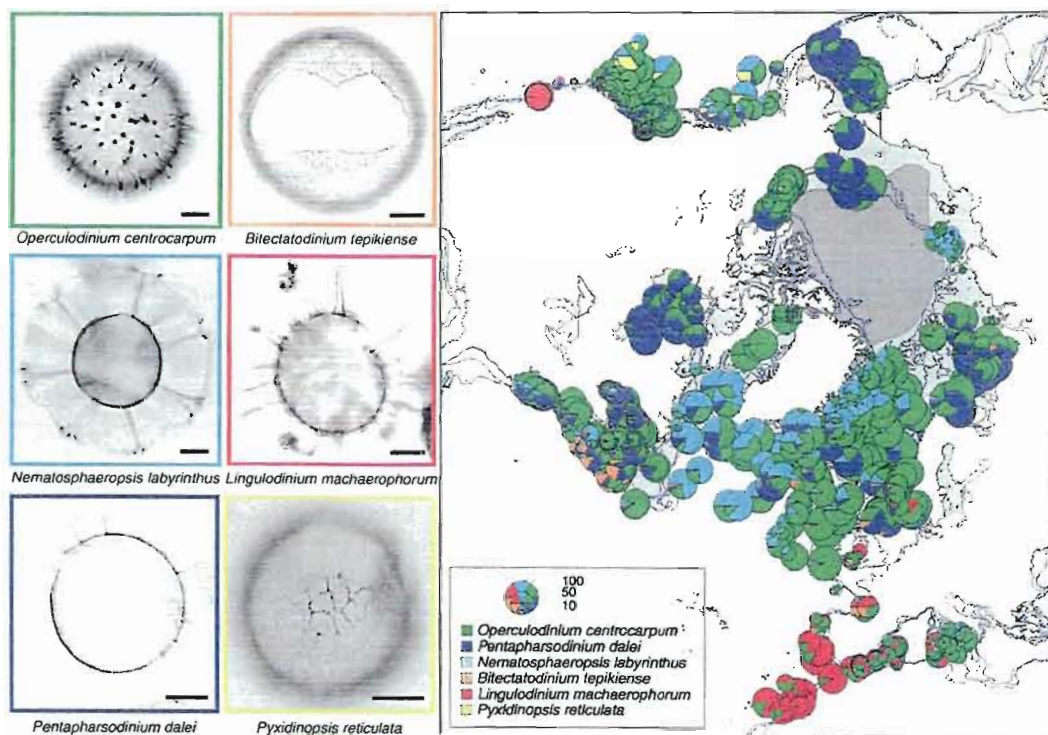 Operculodinium centrocarpum
Bitectatodinium tepikiense
Nematosphaeropsis labyrinthus
Lingulodinium machaerophorum
Pentapharsodinium dalei
Pyxidinopsis reticulata
100
50
10
Operculodinium centrocarpum
Pentapharsodinium dalei
Nematosphaeropsis labyrinthus
Bitectatodinium tepikiense
Lingulodinium machaerophorum
Pyxidinopsis reticulata